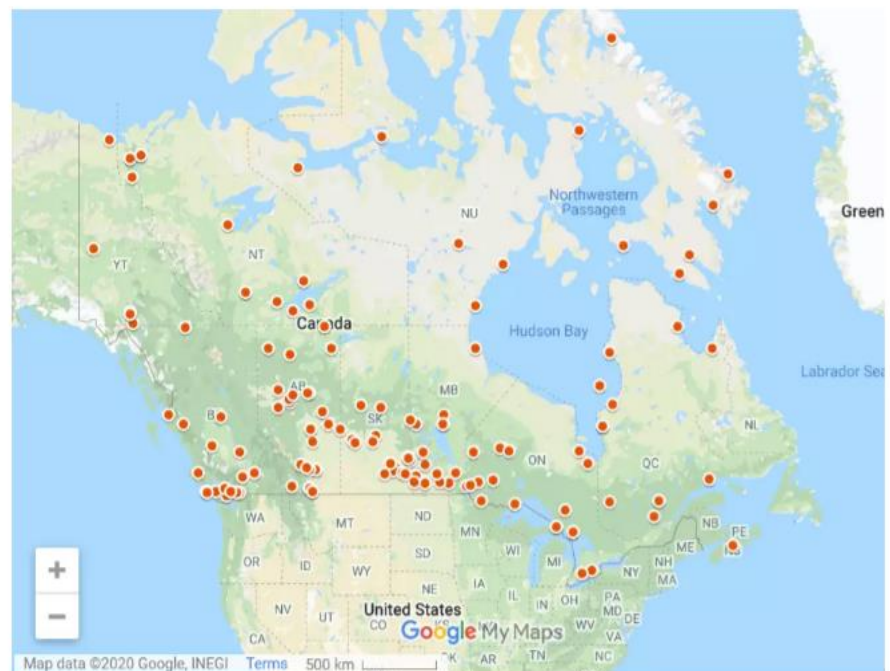 Northwestern
Passages
Green
NU
YT
NT
Canada
Hudson Bay
Labrador Sea
AB
MB
B
SK
NL
ON
QC
NB
PE
WA
MT
ND
MN
ME
OR
ID
SD
WI
MI
NY
NH
WY
MA
IA
NE
PA
IL
IN
OH
MD
DE
NV
UT
CO
United States
WV
KS
VA
CA
Google My Maps
OK
AR
TN
NC
+
−
Map data ©2020 Google, INEGI
Terms
500 km